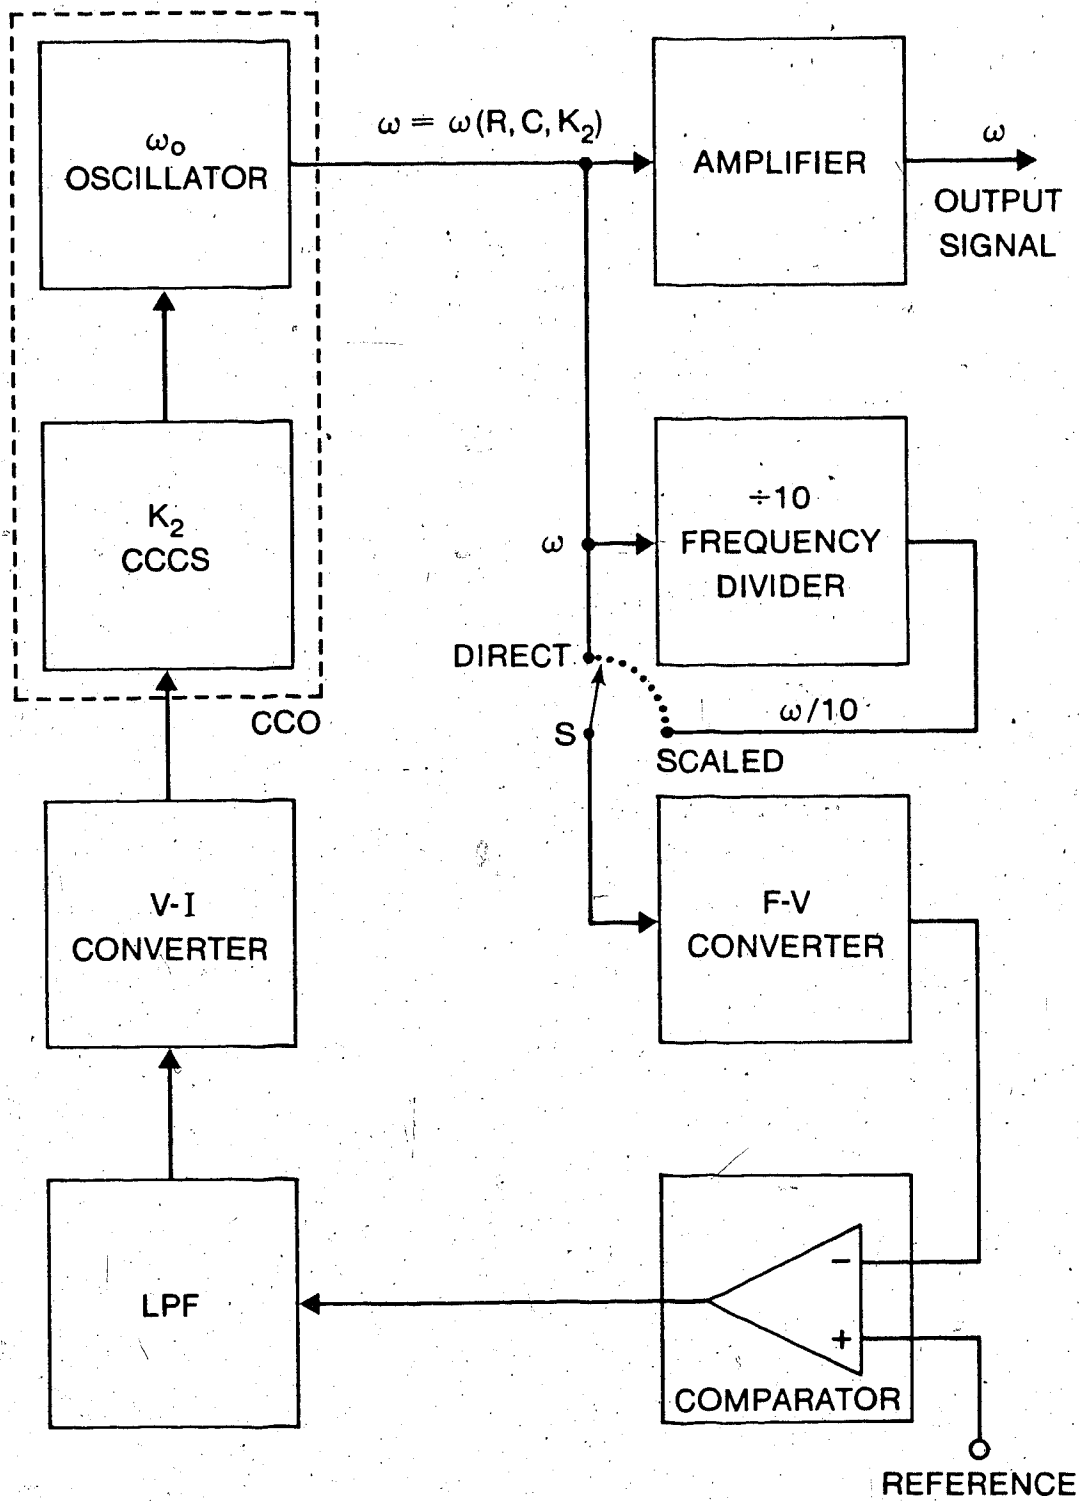 ω₀
OSCILLATOR
ω = ω(R, C, K₂)
AMPLIFIER
ω
OUTPUT
SIGNAL
K₂
CCCS
CCO
ω
÷10
FREQUENCY
DIVIDER
DIRECT
S
ω/10
SCALED
V-I
CONVERTER
F-V
CONVERTER
LPF
−
+
COMPARATOR
REFERENCE